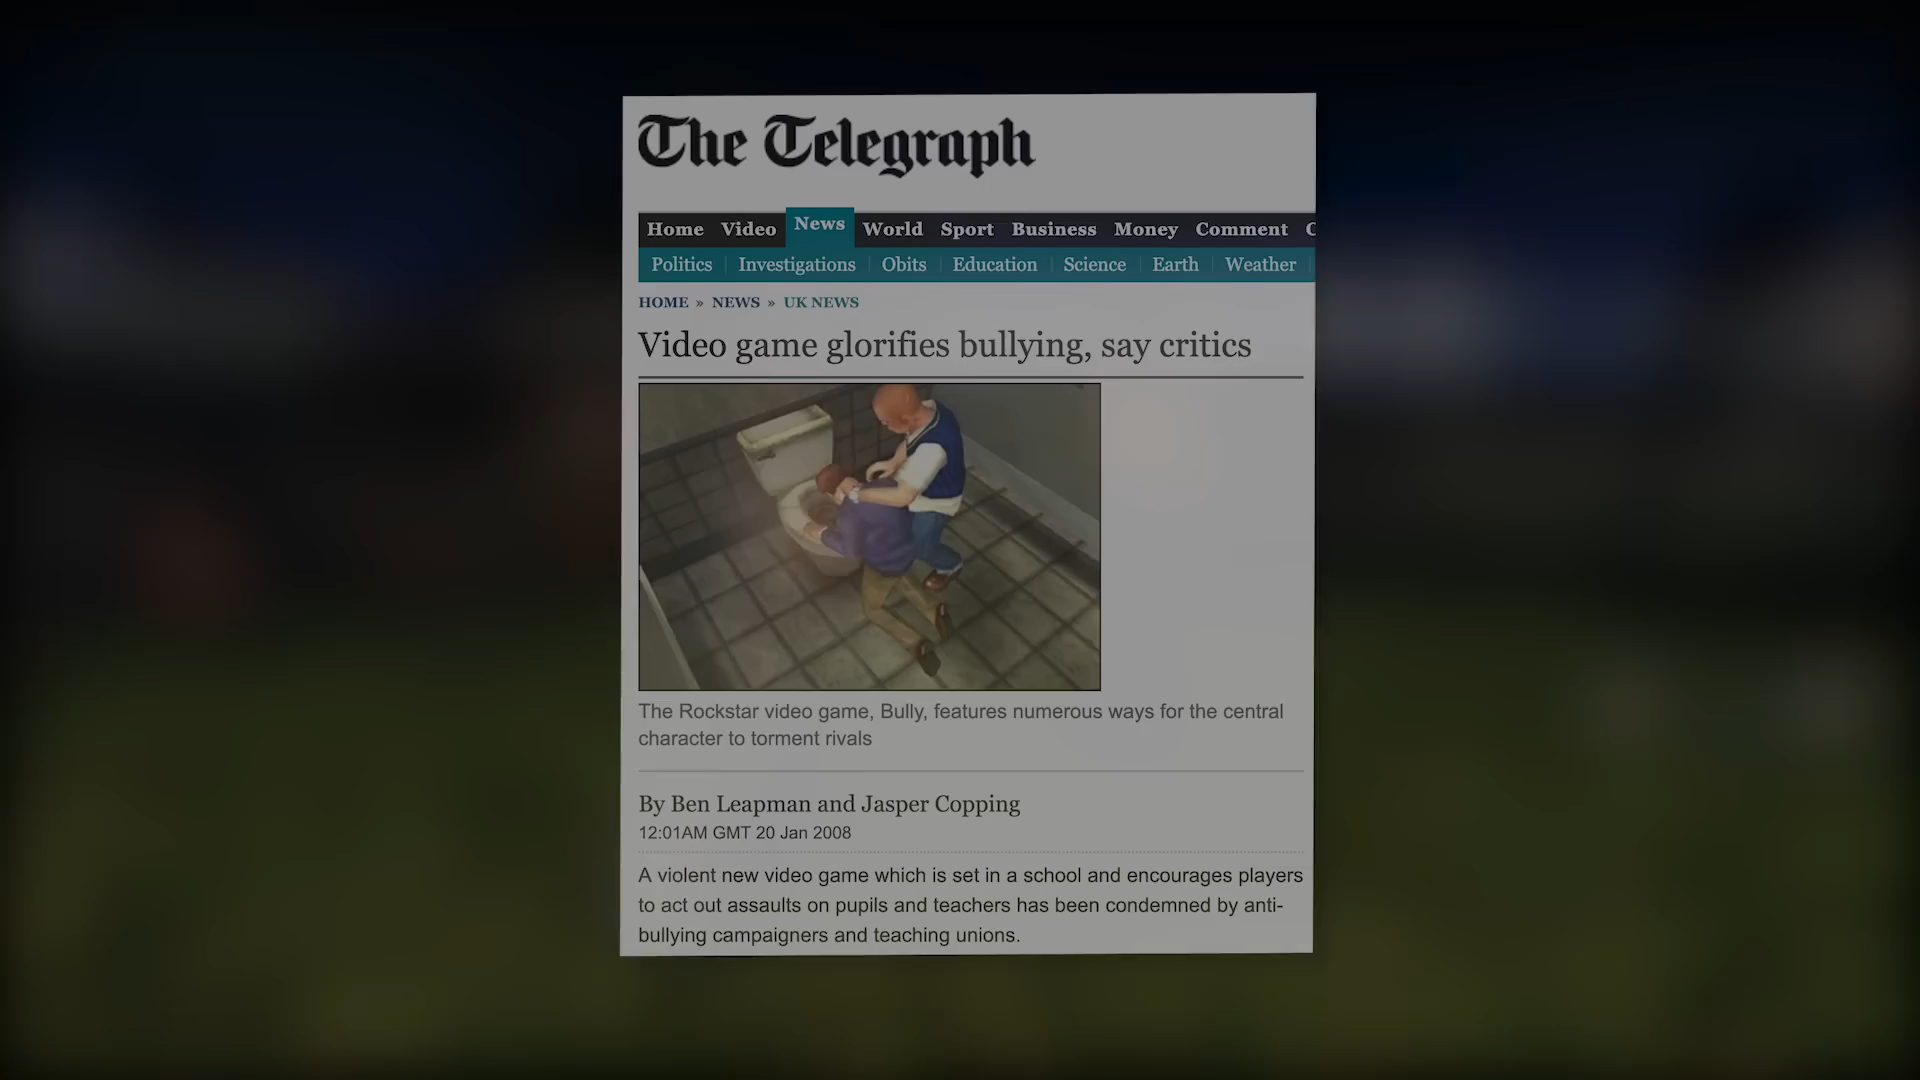 The Telegraph
Home Video News World Sport Business Money Comment
Politics Investigations Obits Education Science Earth Weather
HOME » NEWS » UK NEWS
Video game glorifies bullying, say critics
The Rockstar video game, Bully, features numerous ways for the central
character to torment rivals
By Ben Leapman and Jasper Copping
12:01AM GMT 20 Jan 2008
A violent new video game which is set in a school and encourages players
to act out assaults on pupils and teachers has been condemned by anti-
bullying campaigners and teaching unions.